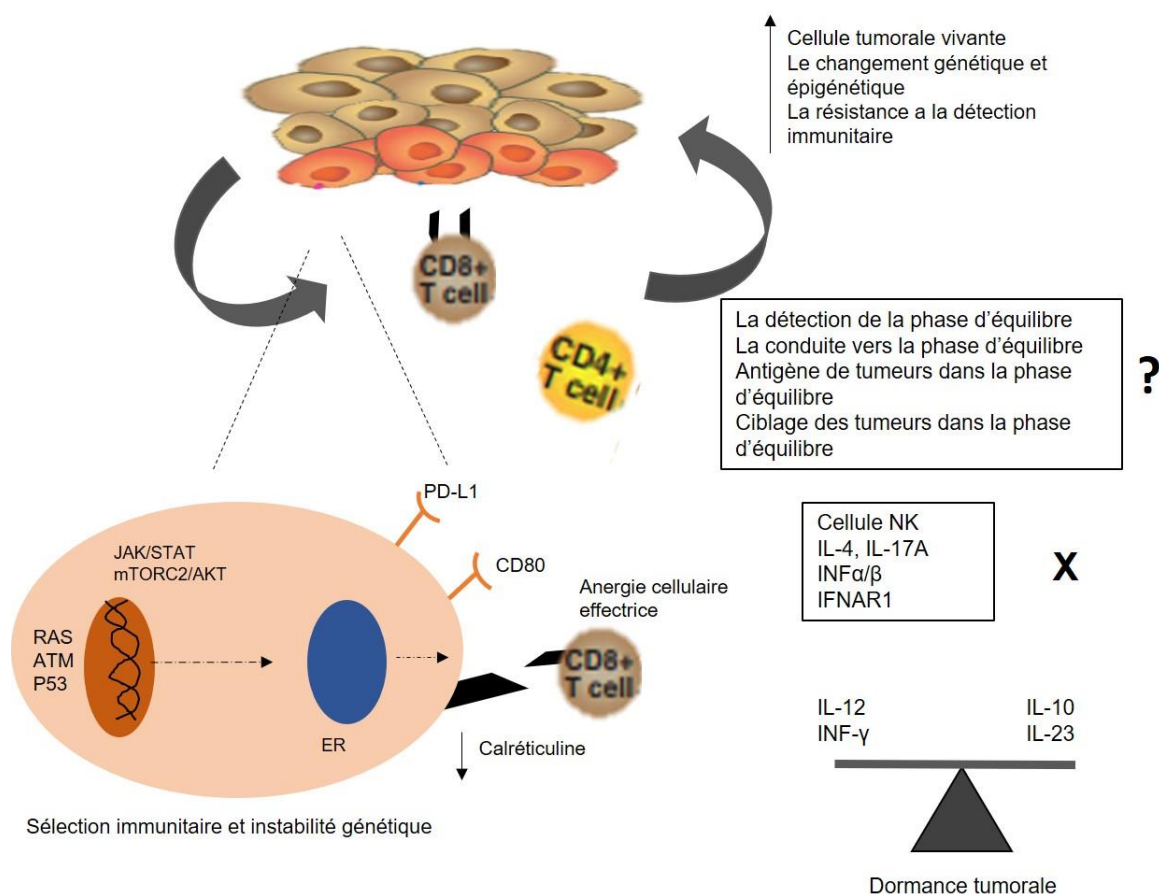 Cellule tumorale vivante
Le changement génétique et
épigénétique
La résistance a la détection
immunitaire
CD8+
T cell
CD4+
T cell
La détection de la phase d’équilibre
La conduite vers la phase d’équilibre
Antigène de tumeurs dans la phase
d’équilibre
Ciblage des tumeurs dans la phase
d’équilibre
?
PD-L1
CD80
JAK/STAT
mTORC2/AKT
RAS
ATM
P53
ER
Anergie cellulaire
effectrice
CD8+
T cell
Calréticuline
Cellule NK
IL-4, IL-17A
INFα/β
IFNAR1
X
IL-12
INF-γ
IL-10
IL-23
Sélection immunitaire et instabilité génétique
Dormance tumorale